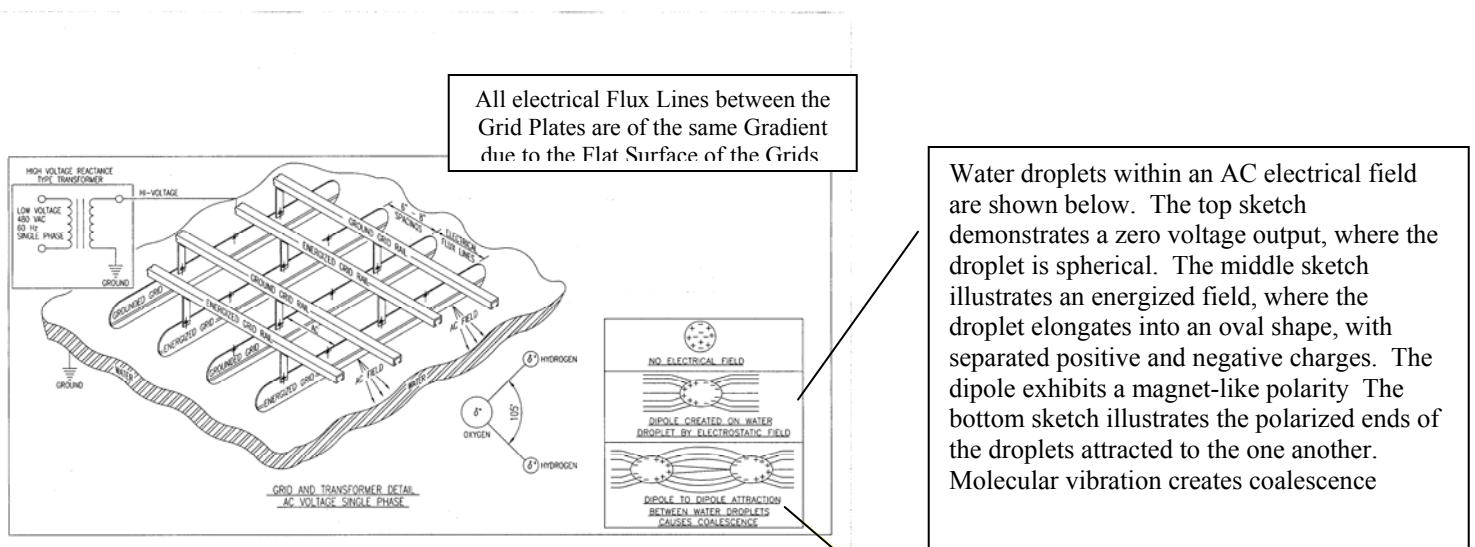 All electrical Flux Lines between the
Grid Plates are of the same Gradient
due to the Flat Surface of the Grids
HIGH VOLTAGE REACTANCE
TYPE TRANSFORMER
HI-VOLTAGE
LOW VOLTAGE
480 VAC
60 Hz
SINGLE PHASE
GROUND
6" - 8"
SPACINGS
ELECTRICAL
FLUX LINES
GROUND GRID RAIL
ENERGIZED GRID RAIL
GROUND GRID RAIL
ENERGIZED GRID RAIL
GROUNDED GRID
ENERGIZED GRID
GROUNDED GRID
ENERGIZED GRID
AC
AC FIELD
AC FIELD
WATER
WATER
GROUND
δ+ HYDROGEN
105°
OXYGEN
δ+ HYDROGEN
GRID AND TRANSFORMER DETAIL
AC VOLTAGE SINGLE PHASE
NO ELECTRICAL FIELD
DIPOLE CREATED ON WATER
DROPLET BY ELECTROSTATIC FIELD
DIPOLE TO DIPOLE ATTRACTION
BETWEEN WATER DROPLETS
CAUSES COALESCENCE
Water droplets within an AC electrical field
are shown below. The top sketch
demonstrates a zero voltage output, where the
droplet is spherical. The middle sketch
illustrates an energized field, where the
droplet elongates into an oval shape, with
separated positive and negative charges. The
dipole exhibits a magnet-like polarity The
bottom sketch illustrates the polarized ends of
the droplets attracted to the one another.
Molecular vibration creates coalescence